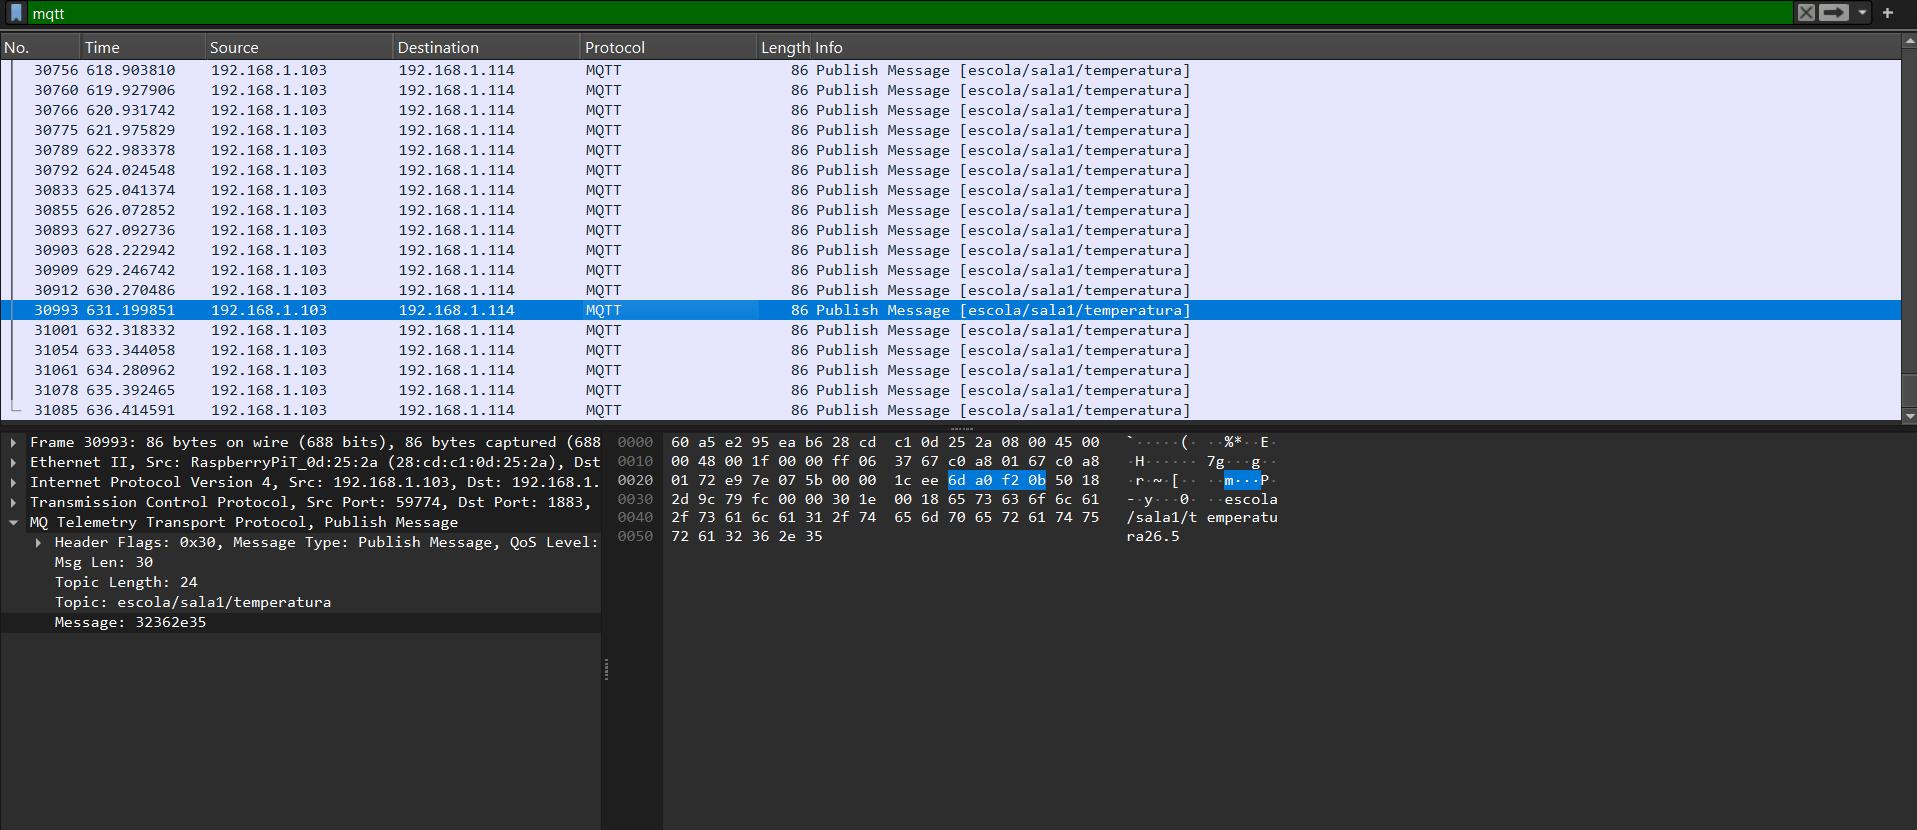 mqtt
No. Time Source Destination Protocol Length Info
30756 618.903810 192.168.1.103 192.168.1.114 MQTT 86 Publish Message [escola/sala1/temperatura]
30760 619.927906 192.168.1.103 192.168.1.114 MQTT 86 Publish Message [escola/sala1/temperatura]
30766 620.931742 192.168.1.103 192.168.1.114 MQTT 86 Publish Message [escola/sala1/temperatura]
30775 621.975829 192.168.1.103 192.168.1.114 MQTT 86 Publish Message [escola/sala1/temperatura]
30789 622.983378 192.168.1.103 192.168.1.114 MQTT 86 Publish Message [escola/sala1/temperatura]
30792 624.024548 192.168.1.103 192.168.1.114 MQTT 86 Publish Message [escola/sala1/temperatura]
30833 625.041374 192.168.1.103 192.168.1.114 MQTT 86 Publish Message [escola/sala1/temperatura]
30855 626.072852 192.168.1.103 192.168.1.114 MQTT 86 Publish Message [escola/sala1/temperatura]
30893 627.092736 192.168.1.103 192.168.1.114 MQTT 86 Publish Message [escola/sala1/temperatura]
30903 628.222942 192.168.1.103 192.168.1.114 MQTT 86 Publish Message [escola/sala1/temperatura]
30909 629.246742 192.168.1.103 192.168.1.114 MQTT 86 Publish Message [escola/sala1/temperatura]
30912 630.270486 192.168.1.103 192.168.1.114 MQTT 86 Publish Message [escola/sala1/temperatura]
30993 631.199851 192.168.1.103 192.168.1.114 MQTT 86 Publish Message [escola/sala1/temperatura]
31001 632.318332 192.168.1.103 192.168.1.114 MQTT 86 Publish Message [escola/sala1/temperatura]
31054 633.344058 192.168.1.103 192.168.1.114 MQTT 86 Publish Message [escola/sala1/temperatura]
31061 634.280962 192.168.1.103 192.168.1.114 MQTT 86 Publish Message [escola/sala1/temperatura]
31078 635.392465 192.168.1.103 192.168.1.114 MQTT 86 Publish Message [escola/sala1/temperatura]
31085 636.414591 192.168.1.103 192.168.1.114 MQTT 86 Publish Message [escola/sala1/temperatura]
Frame 30993: 86 bytes on wire (688 bits), 86 bytes captured (688
Ethernet II, Src: RaspberryPiT_0d:25:2a (28:cd:c1:0d:25:2a), Dst
Internet Protocol Version 4, Src: 192.168.1.103, Dst: 192.168.1.
Transmission Control Protocol, Src Port: 59774, Dst Port: 1883,
MQ Telemetry Transport Protocol, Publish Message
Header Flags: 0x30, Message Type: Publish Message, QoS Level:
Msg Len: 30
Topic Length: 24
Topic: escola/sala1/temperatura
Message: 32362e35
0000 60 a5 e2 95 ea b6 28 cd c1 0d 25 2a 08 00 45 00 `·····(· ··%*··E·
0010 00 48 00 1f 00 00 ff 06 37 67 c0 a8 01 67 c0 a8 ·H······ 7g···g··
0020 01 72 e9 7e 07 5b 00 00 1c ee 6d a0 f2 0b 50 18 ·r·~·[·· ··m···P·
0030 2d 9c 79 fc 00 00 30 1e 00 18 65 73 63 6f 6c 61 -·y···0· ··escola
0040 2f 73 61 6c 61 31 2f 74 65 6d 70 65 72 61 74 75 /sala1/t emperatu
0050 72 61 32 36 2e 35 ra26.5